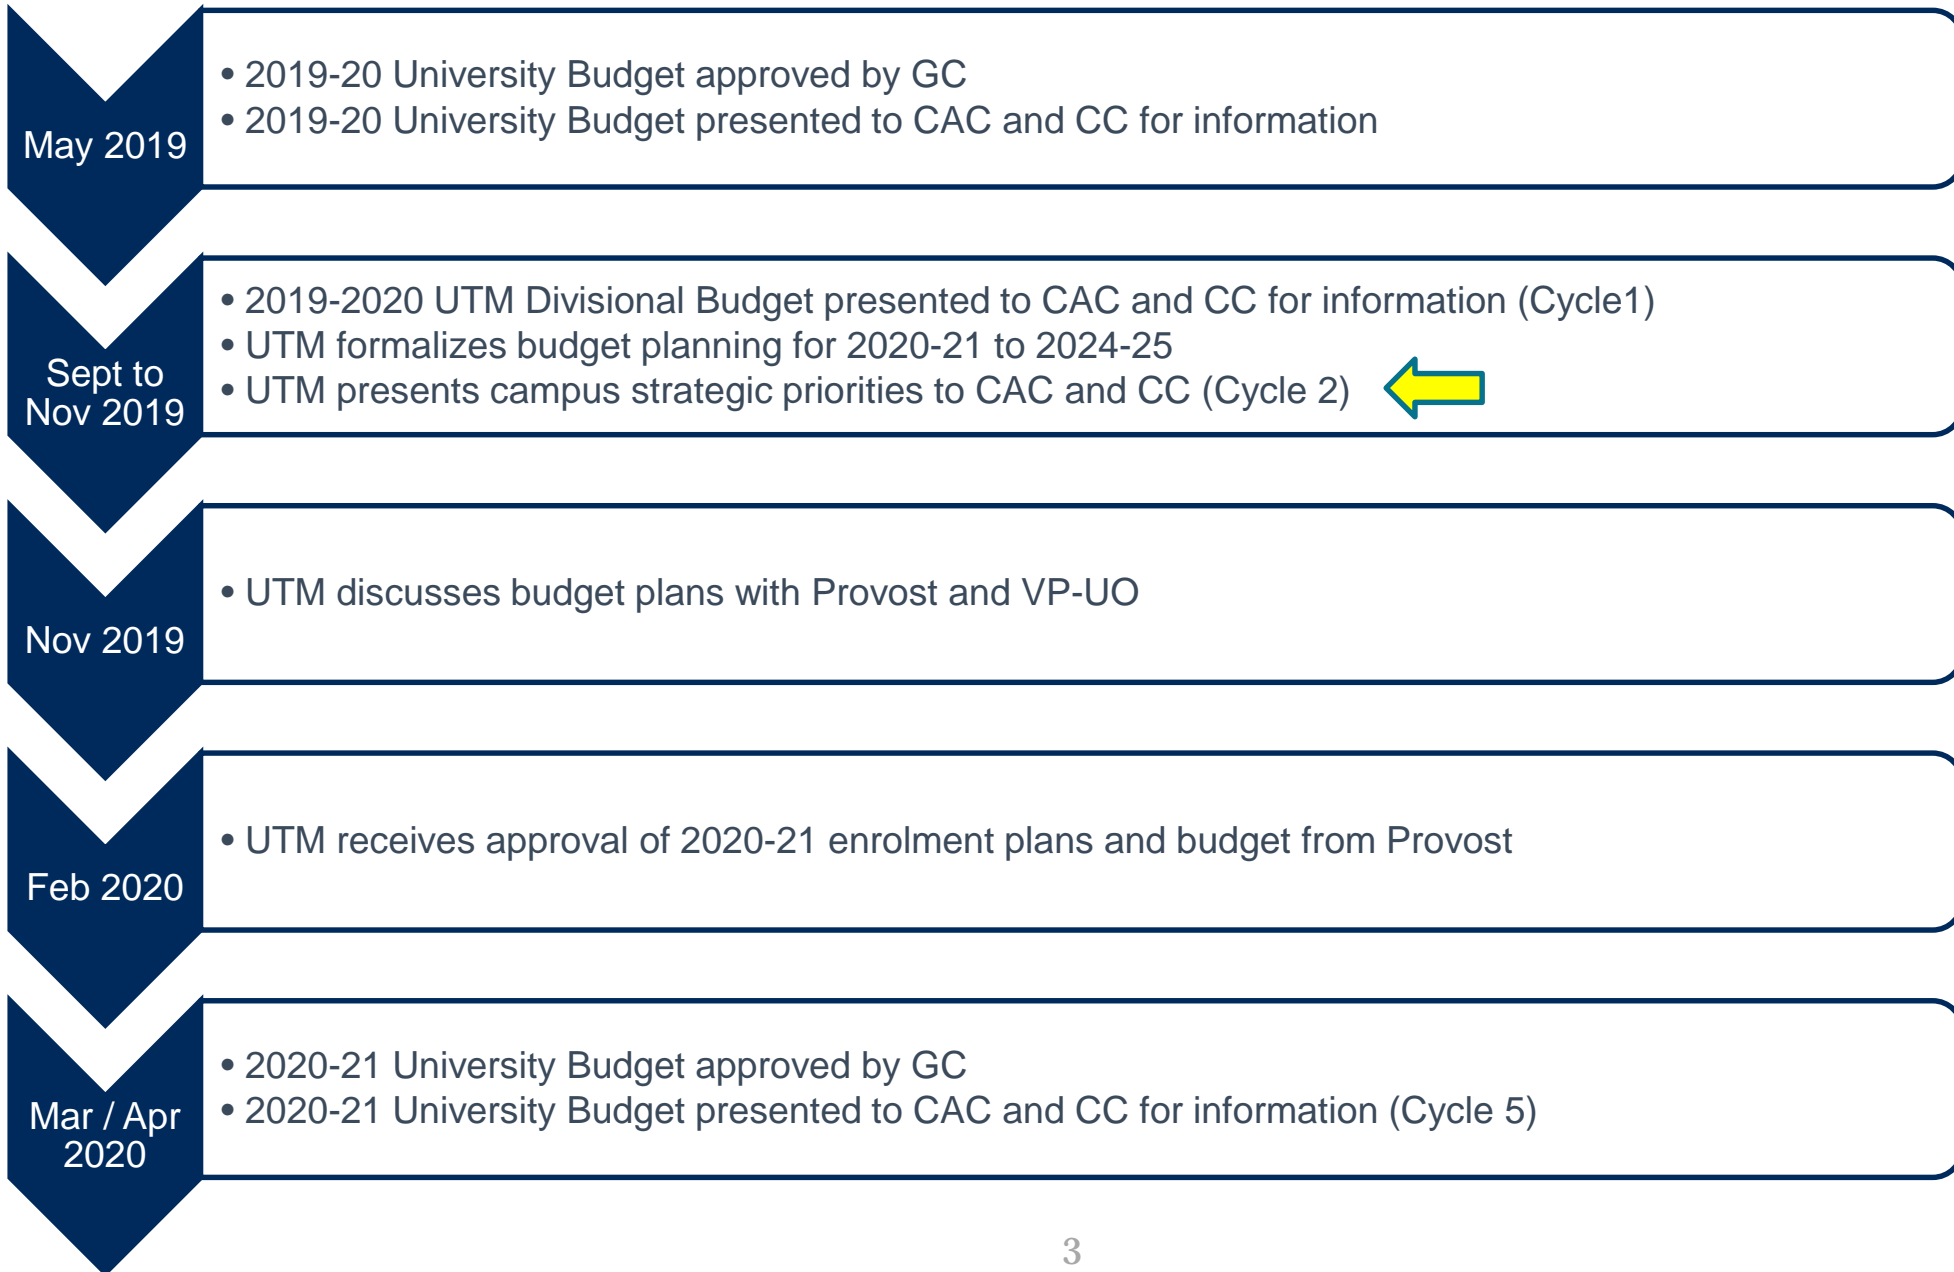 May 2019
• 2019-20 University Budget approved by GC
• 2019-20 University Budget presented to CAC and CC for information
Sept to
Nov 2019
• 2019-2020 UTM Divisional Budget presented to CAC and CC for information (Cycle1)
• UTM formalizes budget planning for 2020-21 to 2024-25
• UTM presents campus strategic priorities to CAC and CC (Cycle 2)
Nov 2019
• UTM discusses budget plans with Provost and VP-UO
Feb 2020
• UTM receives approval of 2020-21 enrolment plans and budget from Provost
Mar / Apr
2020
• 2020-21 University Budget approved by GC
• 2020-21 University Budget presented to CAC and CC for information (Cycle 5)
3